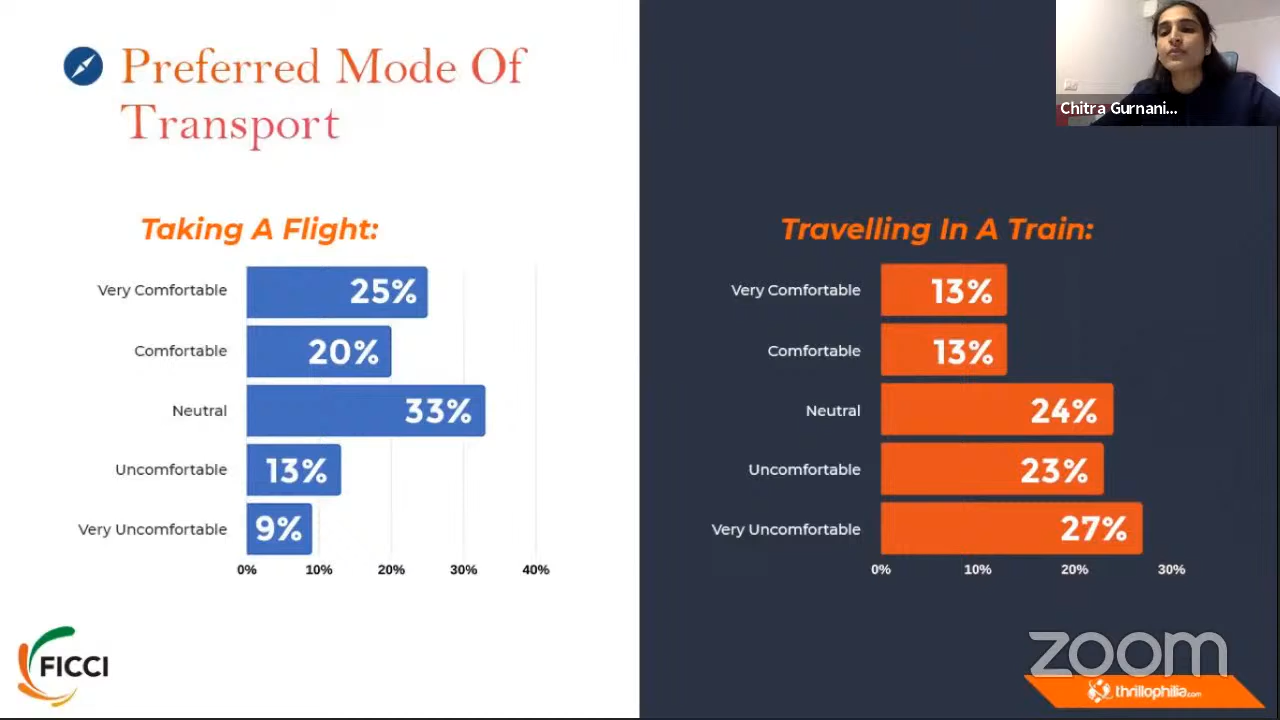 Preferred Mode Of
Transport
Chitra Gurnani...
Taking A Flight:
Very Comfortable
25%
Comfortable
20%
Neutral
33%
Uncomfortable
13%
Very Uncomfortable
9%
0% 10% 20% 30% 40%
Travelling In A Train:
Very Comfortable
13%
Comfortable
13%
Neutral
24%
Uncomfortable
23%
Very Uncomfortable
27%
0% 10% 20% 30%
FICCI
zoom
thrillophilia.com